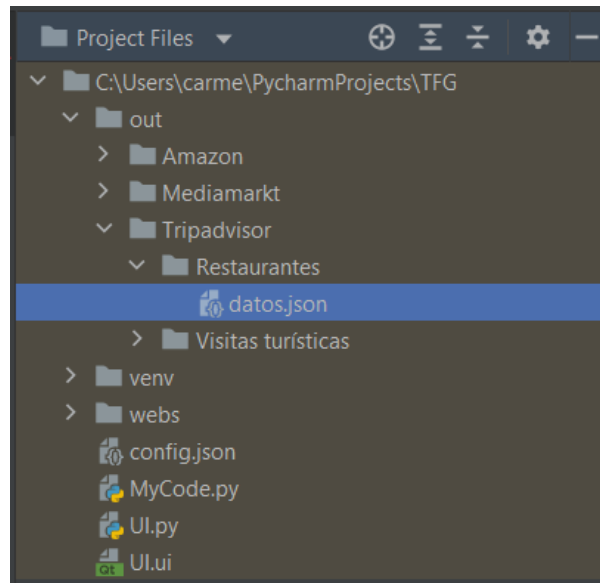 Project Files
C:\Users\carme\PycharmProjects\TFG
out
Amazon
Mediamarkt
Tripadvisor
Restaurantes
datos.json
Visitas turísticas
venv
webs
config.json
MyCode.py
UI.py
Qt UI.ui